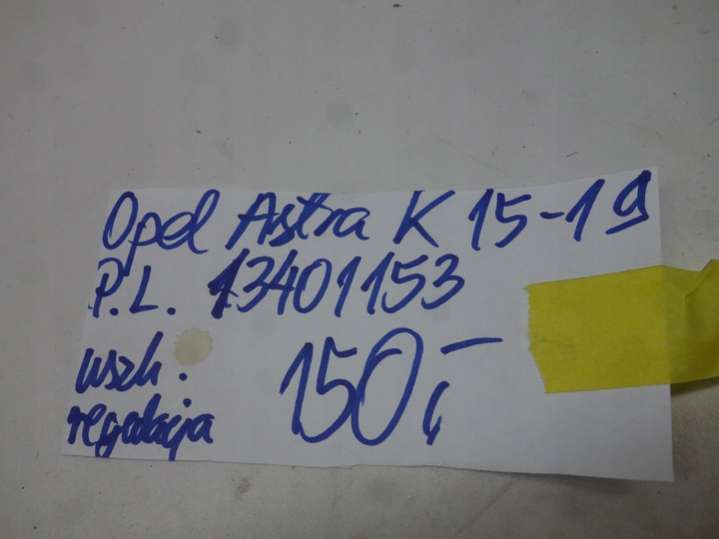 Opel Astra K 15-19
P.L. 13401153
uszk. 150,-
regulacja